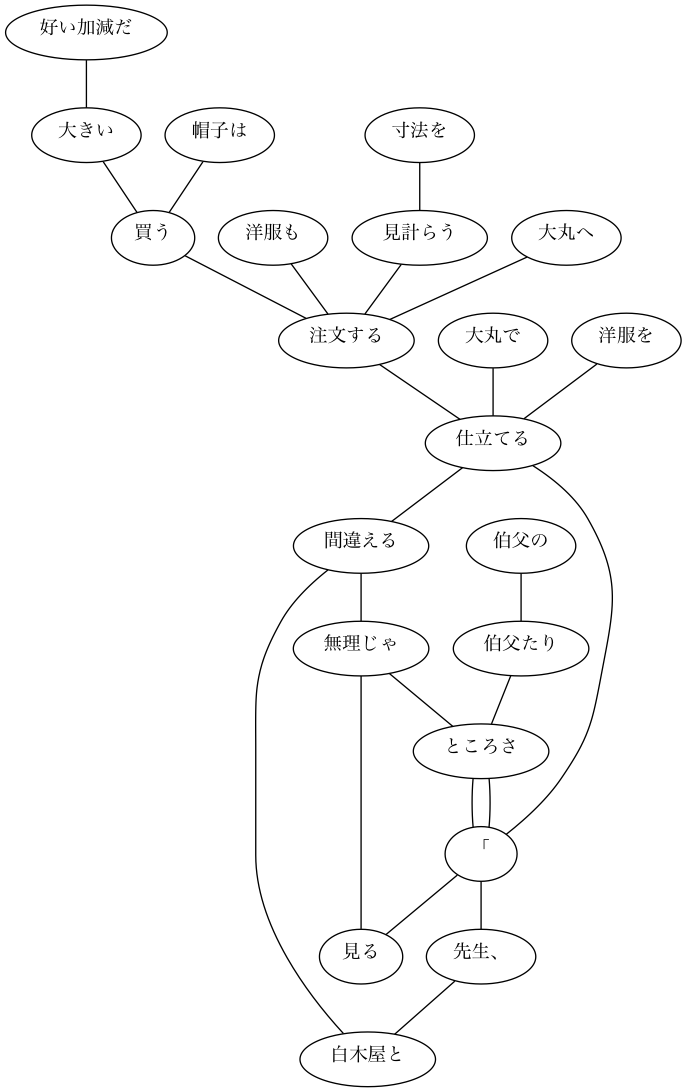 好い加減だ
大きい
帽子は
寸法を
買う
洋服も
見計らう
大丸へ
注文する
大丸で
洋服を
仕立てる
間違える
伯父の
無理じゃ
伯父たり
ところさ
「
見る
先生、
白木屋と